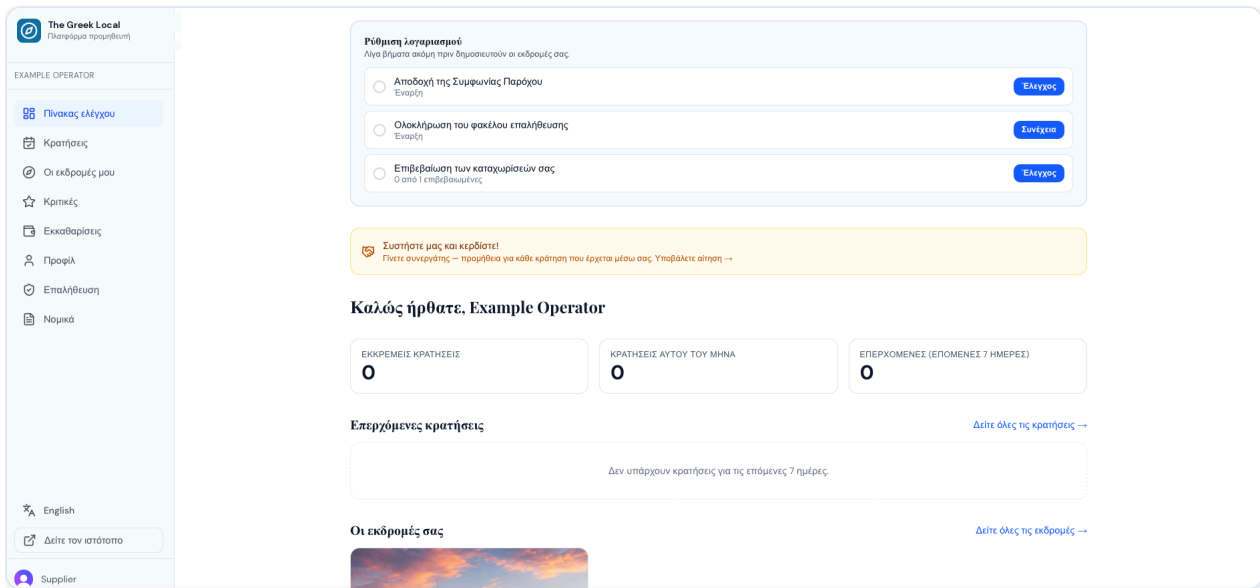 The Greek Local
Πλατφόρμα προμηθευτή
EXAMPLE OPERATOR
Πίνακας ελέγχου
Κρατήσεις
Οι εκδρομές μου
Κριτικές
Εκκαθαρίσεις
Προφίλ
Επαλήθευση
Νομικά
English
Δείτε τον ιστότοπο
Supplier
Ρύθμιση λογαριασμού
Λίγα βήματα ακόμη πριν δημοσιευτούν οι εκδρομές σας.
Αποδοχή της Συμφωνίας Παρόχου
Έναρξη
Έλεγχος
Ολοκλήρωση του φακέλου επαλήθευσης
Έναρξη
Συνέχεια
Επιβεβαίωση των καταχωρίσεών σας
0 από 1 επιβεβαιωμένες
Έλεγχος
Συστήστε μας και κερδίστε!
Γίνετε συνεργάτης — προμήθεια για κάθε κράτηση που έρχεται μέσω σας. Υποβάλετε αίτηση →
Καλώς ήρθατε, Example Operator
ΕΚΚΡΕΜΕΙΣ ΚΡΑΤΗΣΕΙΣ
0
ΚΡΑΤΗΣΕΙΣ ΑΥΤΟΥ ΤΟΥ ΜΗΝΑ
0
ΕΠΕΡΧΟΜΕΝΕΣ (ΕΠΟΜΕΝΕΣ 7 ΗΜΕΡΕΣ)
0
Επερχόμενες κρατήσεις
Δείτε όλες τις κρατήσεις →
Δεν υπάρχουν κρατήσεις για τις επόμενες 7 ημέρες.
Οι εκδρομές σας
Δείτε όλες τις εκδρομές →